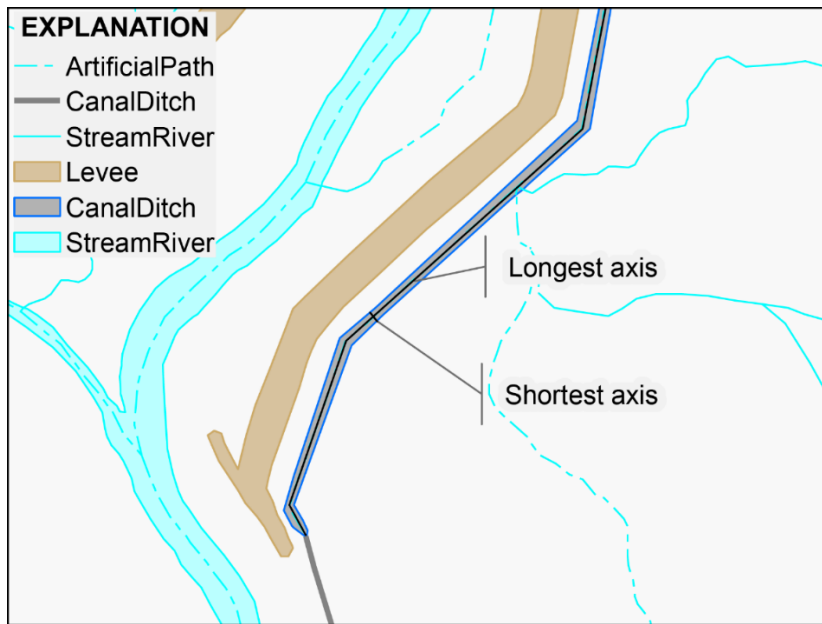 EXPLANATION
ArtificialPath
CanalDitch
StreamRiver
Levee
CanalDitch
StreamRiver
Longest axis
Shortest axis